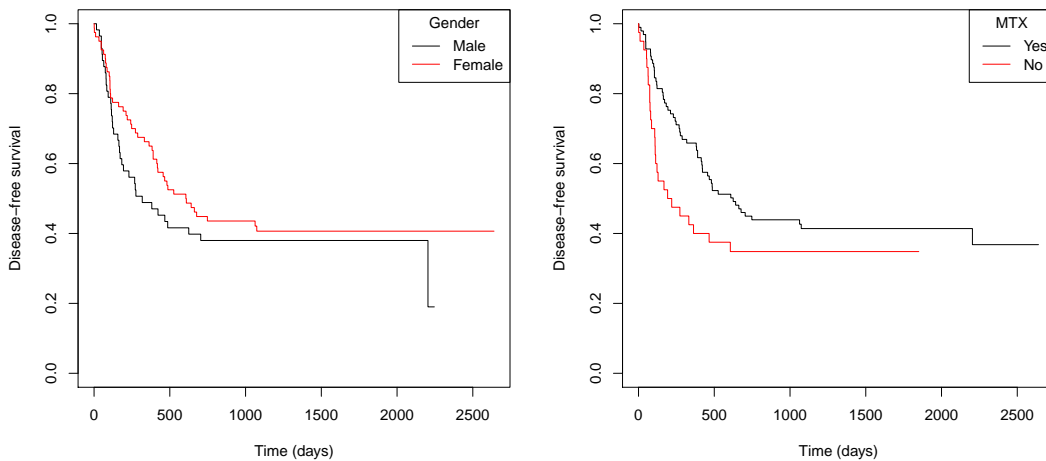 Gender
Male
Female
Disease−free survival
1.0
0.8
0.6
0.4
0.2
0.0
0 500 1000 1500 2000 2500
Time (days)
MTX
Yes
No
Disease−free survival
1.0
0.8
0.6
0.4
0.2
0.0
0 500 1000 1500 2000 2500
Time (days)